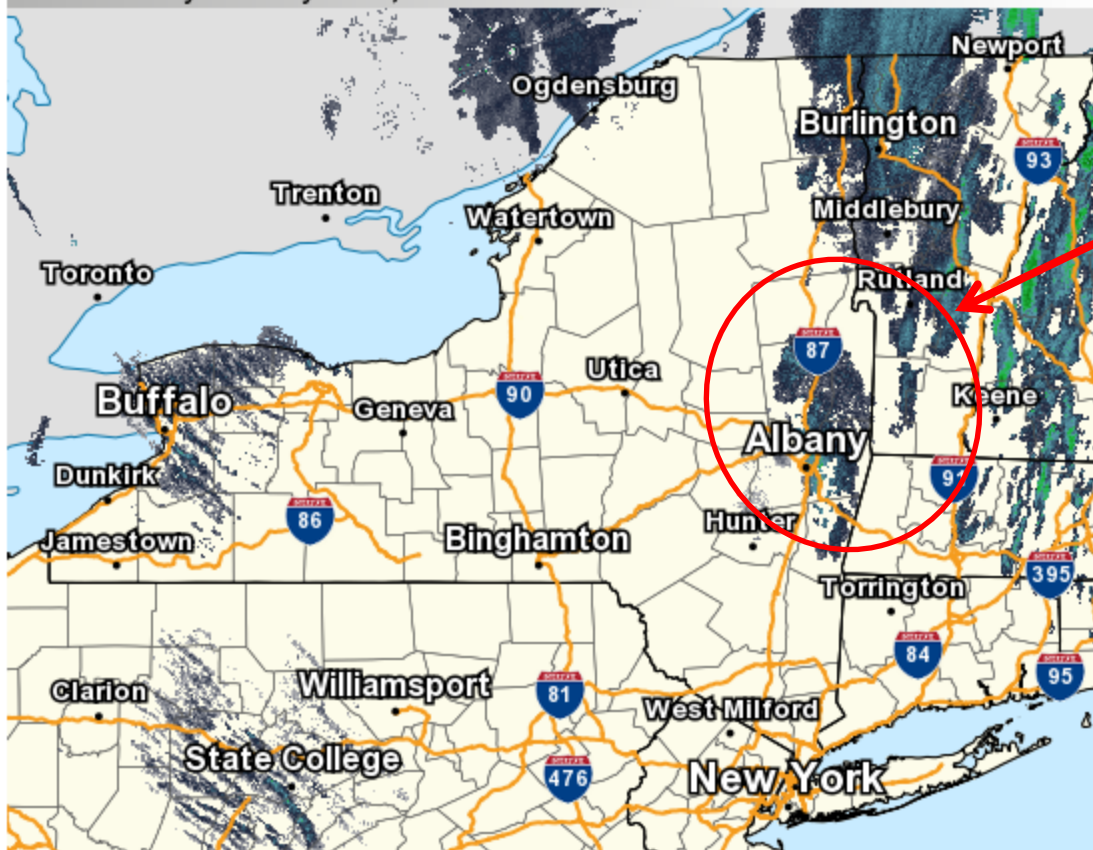 Newport
Ogdensburg
Burlington
93
Trenton
Watertown
Middlebury
Toronto
Rutland
87
Utica
90
Buffalo
Geneva
Keene
Albany
Dunkirk
91
86
Hunter
Jamestown
Binghamton
395
Torrington
84
95
Clarion
Williamsport
81
West Milford
State College
476
New York